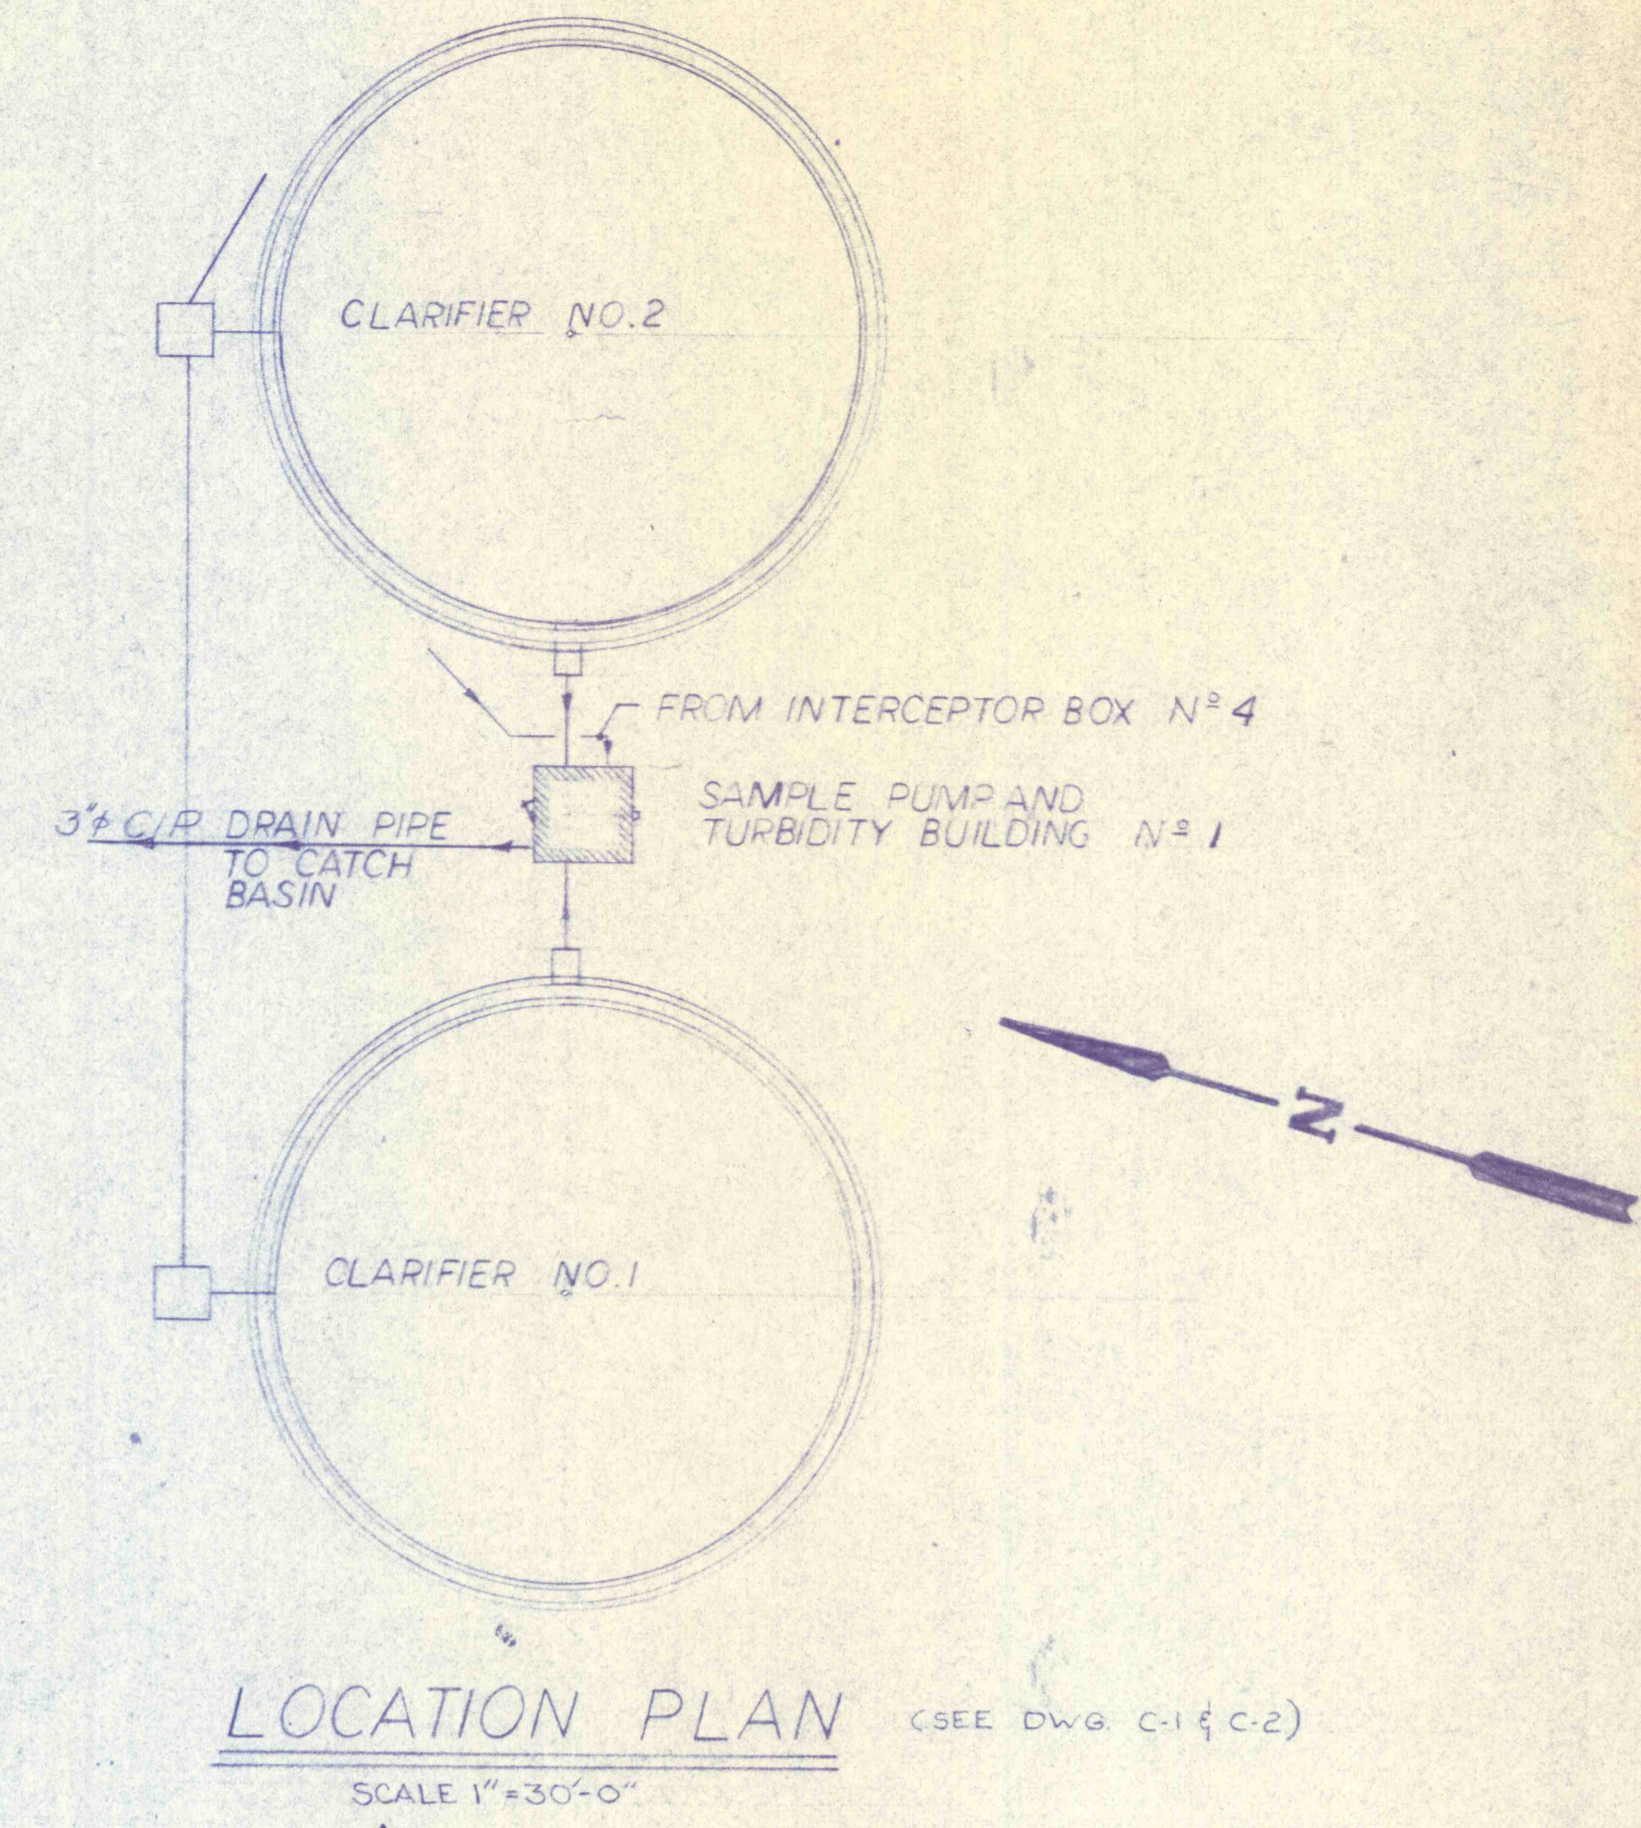 CLARIFIER NO.2
FROM INTERCEPTOR BOX Nº 4
SAMPLE PUMP AND
TURBIDITY BUILDING Nº 1
3"φ C/P DRAIN PIPE
TO CATCH
BASIN
N
CLARIFIER NO.1
LOCATION PLAN (SEE DWG. C-1 & C-2)
SCALE 1"=30'-0"